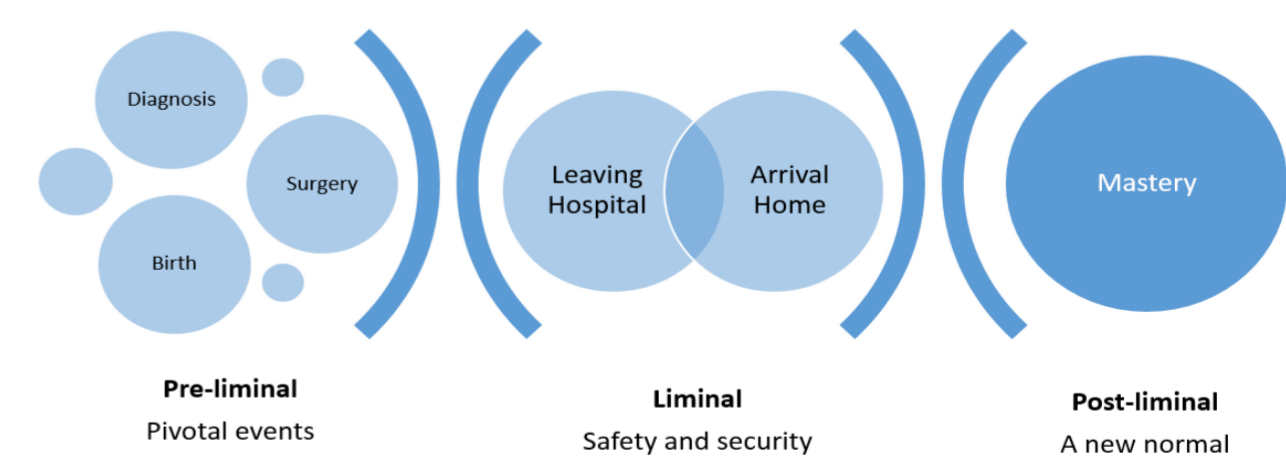 Diagnosis
Surgery
Birth
Leaving
Hospital
Arrival
Home
Mastery
Pre-liminal
Pivotal events
Liminal
Safety and security
Post-liminal
A new normal